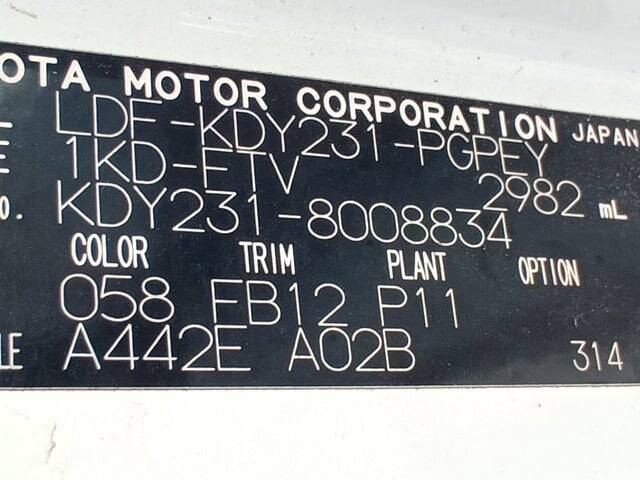 OTA MOTOR CORPORATION JAPAN
L LDF-KDY231-PGPEY
E 1KD-FTV 2982 mL
o. KDY231-8008834
COLOR TRIM PLANT OPTION
058 FB12 P11
LE A442E A02B 314